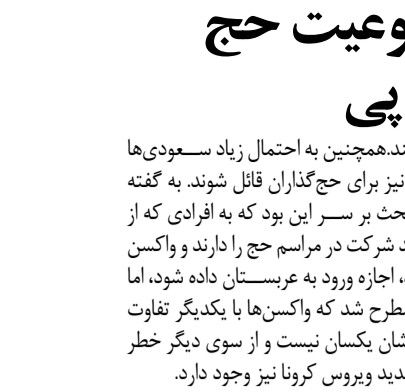 وعیت حج
پی
ند.همچنین به احتمال زیاد ســعودی‌ها
نیز برای حج‌گذاران قائل شوند. به گفته
حث بر ســر این بود که به افرادی که از
شرکت در مراسم حج را دارند و واکسن
اجازه ورود به عربســتان داده شود، اما
طرح شد که واکسن‌ها با یکدیگر تفاوت
شان یکسان نیست و از سوی دیگر خطر
دید ویروس کرونا نیز وجود دارد.